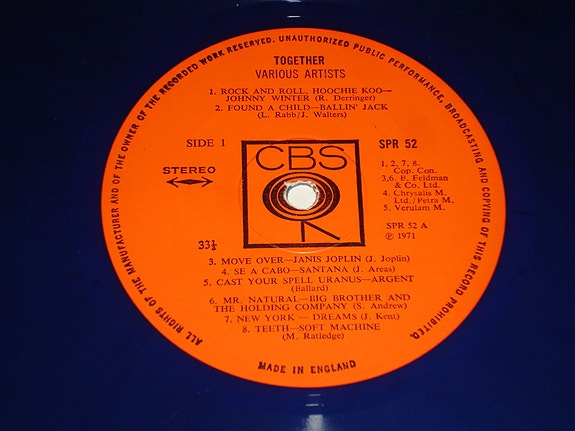 ALL RIGHTS OF THE MANUFACTURER AND OF THE OWNER OF THE RECORDED WORK RESERVED. UNAUTHORIZED PUBLIC PERFORMANCE, BROADCASTING AND COPYING OF THIS RECORD PROHIBITED.
TOGETHER
VARIOUS ARTISTS
1. ROCK AND ROLL, HOOCHIE KOO—
JOHNNY WINTER (R. Derringer)
2. FOUND A CHILD—BALLIN' JACK
(L. Rabb/J. Walters)
SIDE 1
STEREO
33⅓
CBS
SPR 52
1, 2, 7, 8.
Cop. Con.
3,6. B. Feldman
& Co. Ltd.
4. Chrysalis M.
Ltd./Petra M.
5. Verulam M.
SPR 52 A
℗ 1971
3. MOVE OVER—JANIS JOPLIN (J. Joplin)
4. SE A CABO—SANTANA (J. Areas)
5. CAST YOUR SPELL URANUS—ARGENT
(Ballard)
6. MR. NATURAL—BIG BROTHER AND
THE HOLDING COMPANY (S. Andrew)
7. NEW YORK — DREAMS (J. Kent)
8. TEETH—SOFT MACHINE
(M. Ratledge)
MADE IN ENGLAND